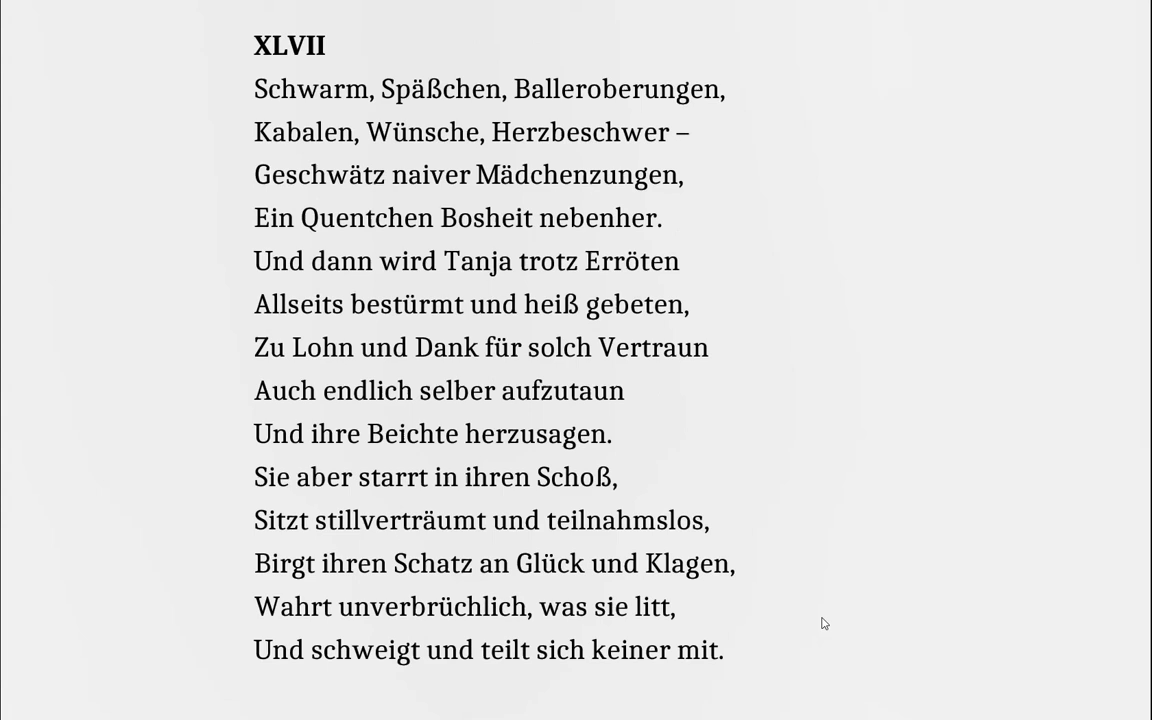 XLVII
Schwarm, Späßchen, Balleroberungen,
Kabalen, Wünsche, Herzbeschwer –
Geschwätz naiver Mädchenzungen,
Ein Quentchen Bosheit nebenher.
Und dann wird Tanja trotz Erröten
Allseits bestürmt und heiß gebeten,
Zu Lohn und Dank für solch Vertraun
Auch endlich selber aufzutaun
Und ihre Beichte herzusagen.
Sie aber starrt in ihren Schoß,
Sitzt stillverträumt und teilnahmslos,
Birgt ihren Schatz an Glück und Klagen,
Wahrt unverbrüchlich, was sie litt,
Und schweigt und teilt sich keiner mit.